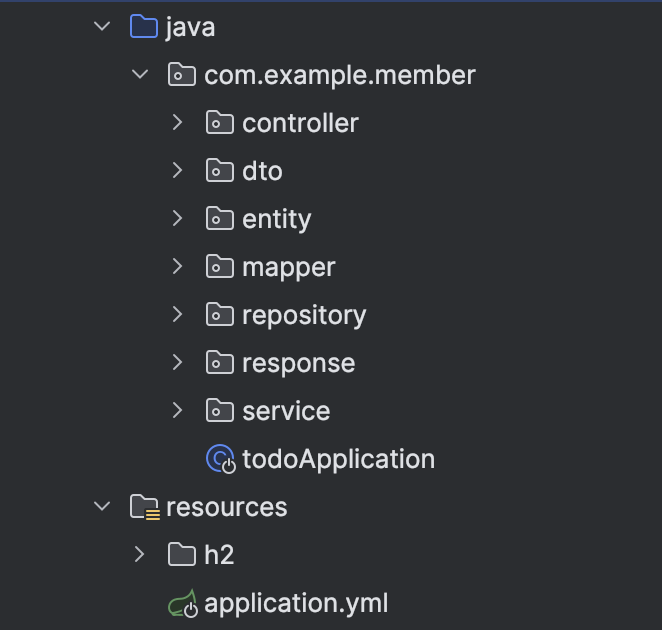 java
com.example.member
controller
dto
entity
mapper
repository
response
service
todoApplication
resources
h2
application.yml